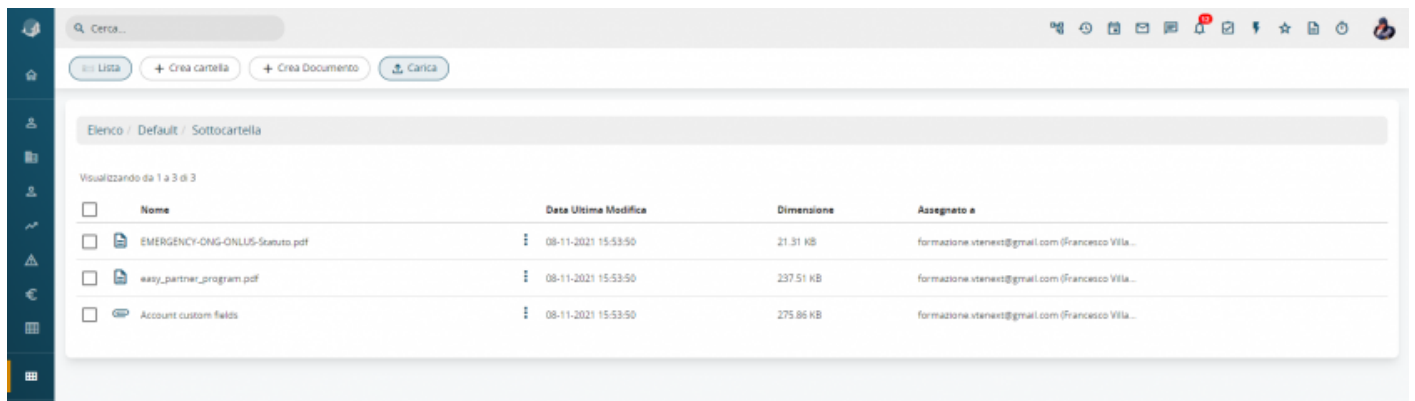 Cerca...
12
Lista + Crea cartella + Crea Documento Carica
Elenco / Default / Sottocartella
Visualizzando da 1 a 3 di 3
Nome Data Ultima Modifica Dimensione Assegnato a
EMERGENCY-ONG-ONLUS-Statuto.pdf 08-11-2021 15:53:50 21.31 KB formazione.vtenext@gmail.com (Francesco Villa...
easy_partner_program.pdf 08-11-2021 15:53:50 237.51 KB formazione.vtenext@gmail.com (Francesco Villa...
Account custom fields 08-11-2021 15:53:50 275.86 KB formazione.vtenext@gmail.com (Francesco Villa...